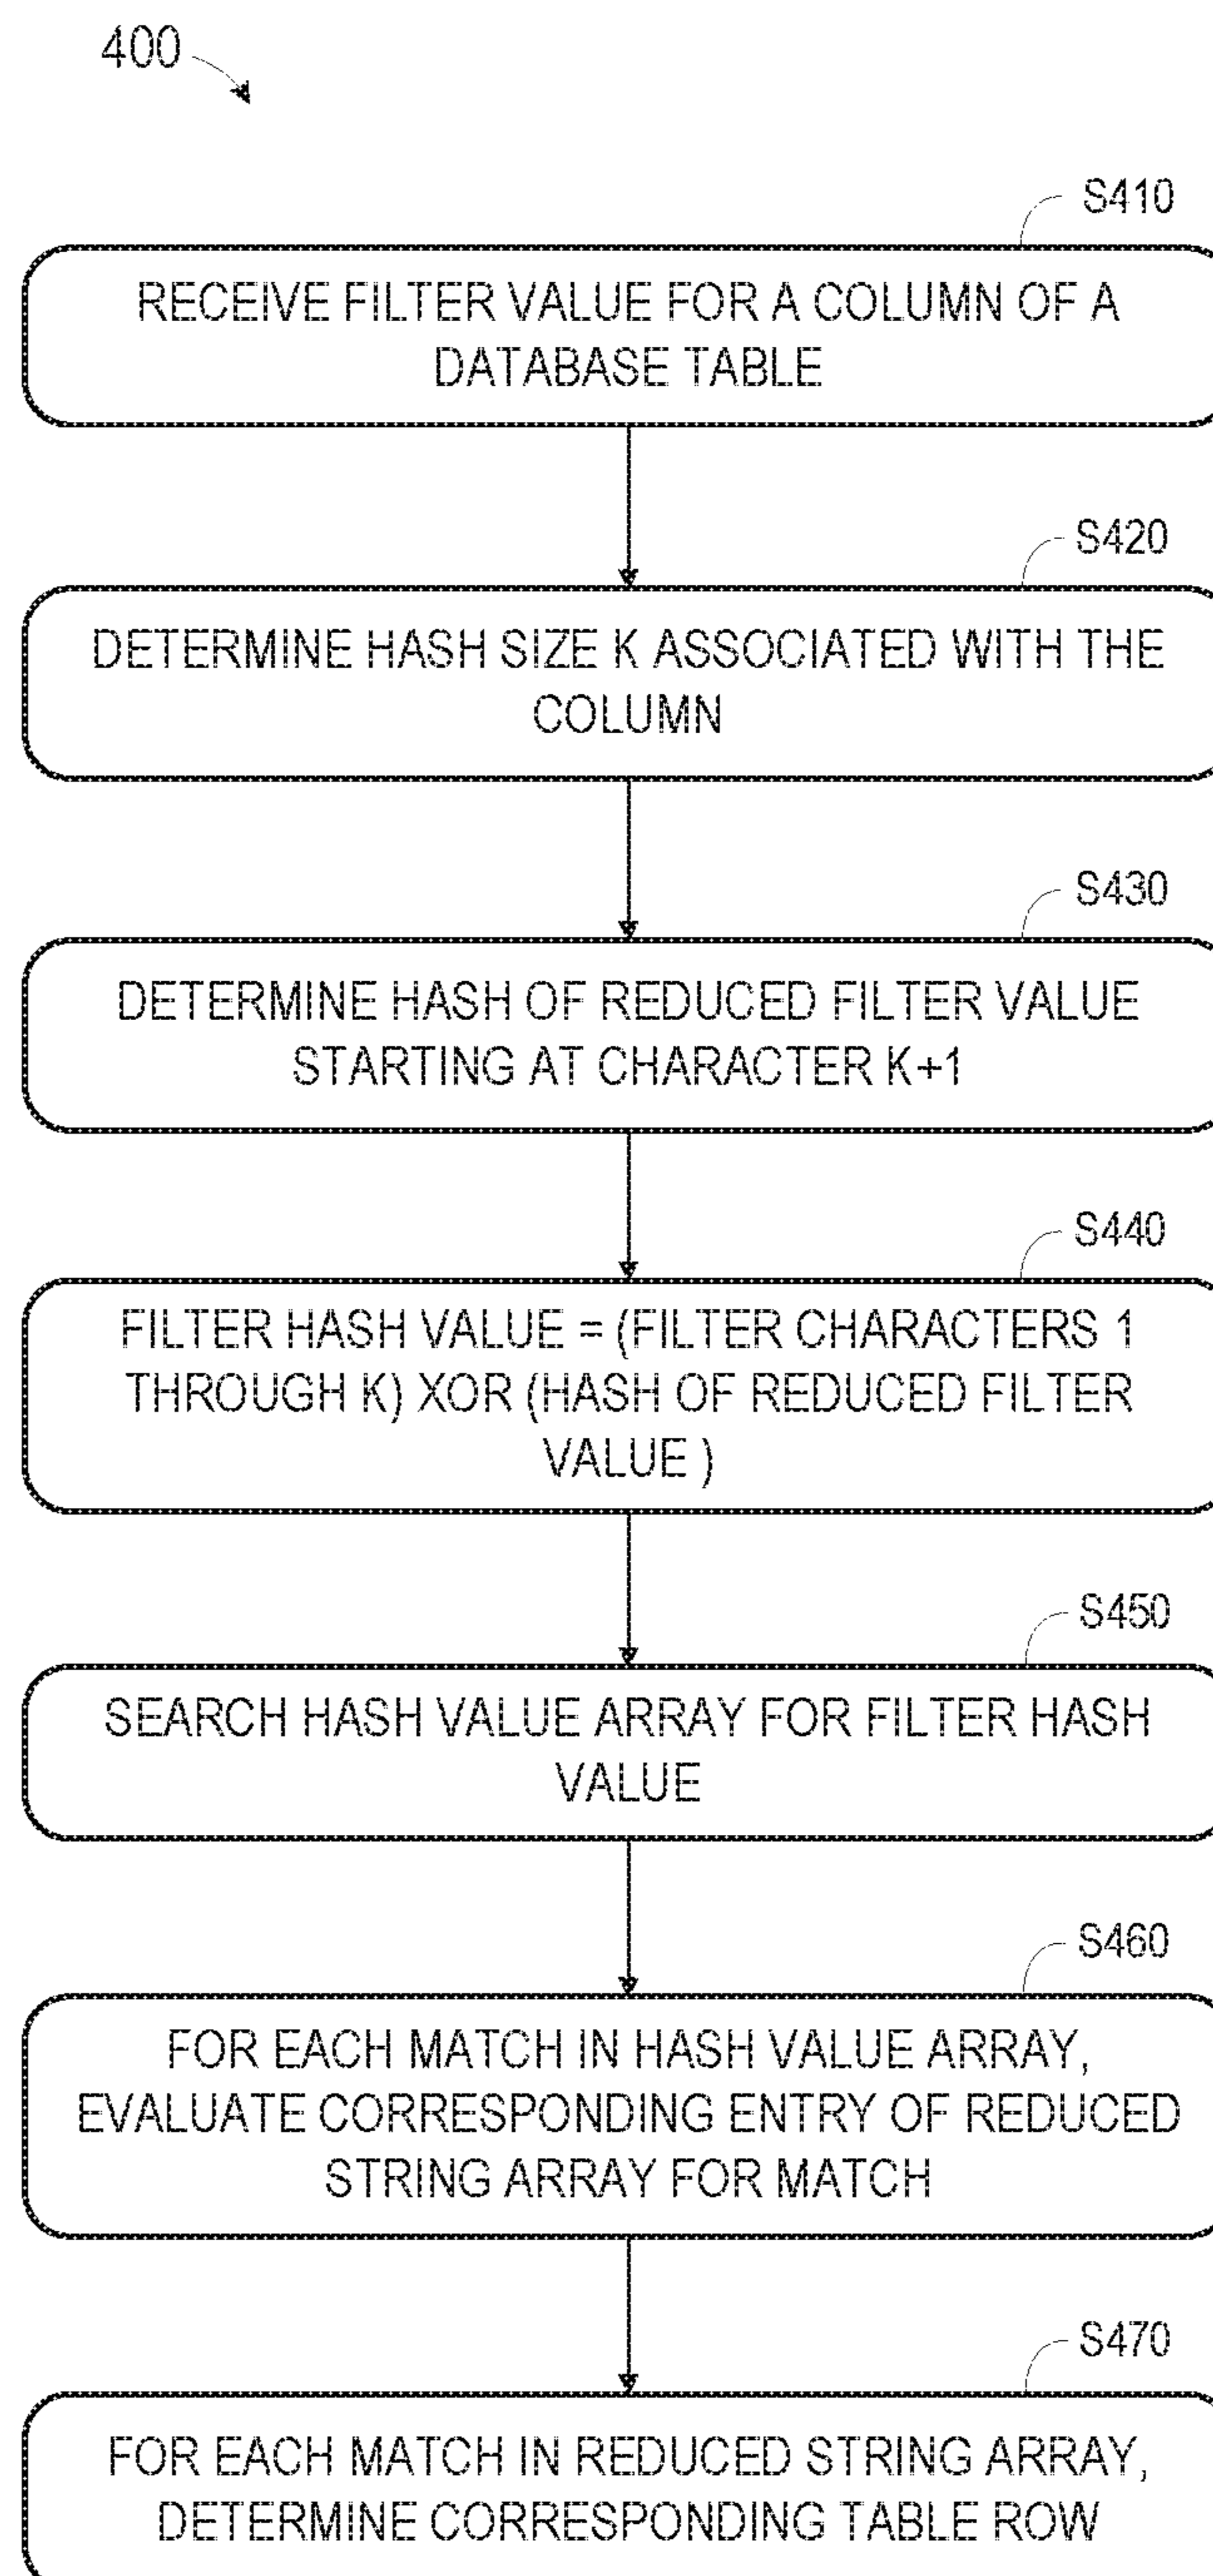 400
S410
RECEIVE FILTER VALUE FOR A COLUMN OF A
DATABASE TABLE
S420
DETERMINE HASH SIZE K ASSOCIATED WITH THE
COLUMN
S430
DETERMINE HASH OF REDUCED FILTER VALUE
STARTING AT CHARACTER K+1
S440
FILTER HASH VALUE = (FILTER CHARACTERS 1
THROUGH K) XOR (HASH OF REDUCED FILTER
VALUE )
S450
SEARCH HASH VALUE ARRAY FOR FILTER HASH
VALUE
S460
FOR EACH MATCH IN HASH VALUE ARRAY,
EVALUATE CORRESPONDING ENTRY OF REDUCED
STRING ARRAY FOR MATCH
S470
FOR EACH MATCH IN REDUCED STRING ARRAY,
DETERMINE CORRESPONDING TABLE ROW